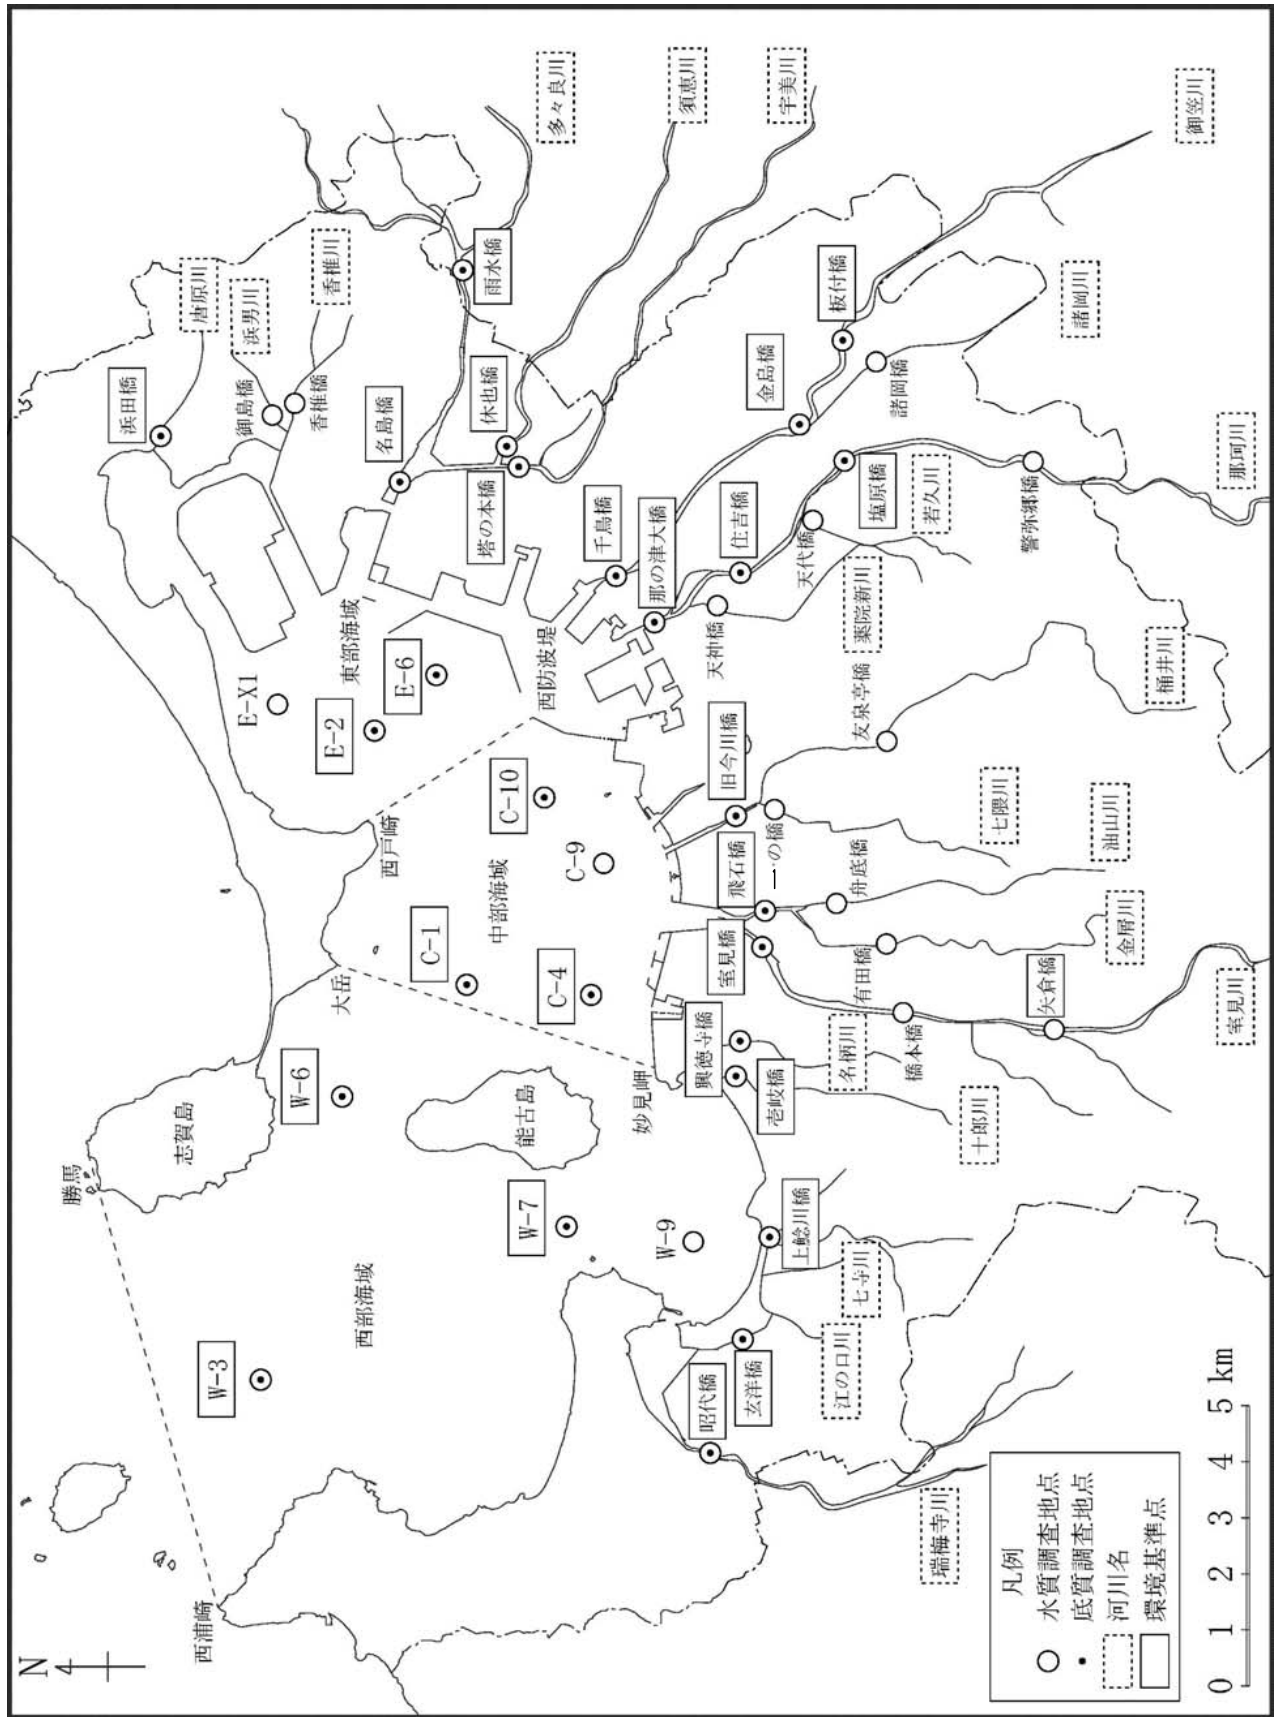 N
4
西浦崎
勝馬
志賀島
W-3
西部海域
W-6
大岳
能古島
W-7
W-9
妙見岬
C-1
C-4
中部海域
C-9
C-10
西戸崎
E-X1
E-2
E-6
東部海域
西防波堤
浜田橋
唐原川
浜男川
御島橋
香椎川
香椎橋
名島橋
雨水橋
多々良川
休也橋
須恵川
塔の本橋
宇美川
千鳥橋
金島橋
板付橋
御笠川
諸岡橋
諸岡川
那の津大橋
住吉橋
塩原橋
警弥郷橋
那珂川
天代橋
若久川
天神橋
薬院新川
旧今川橋
友泉亭橋
樋井川
一の橋
七隈川
飛石橋
舟底橋
油山川
有田橋
金屑川
室見橋
橋本橋
矢倉橋
室見川
興徳寺橋
名柄川
壱岐橋
十郎川
上鯰川橋
七寺川
玄洋橋
江の口川
昭代橋
瑞梅寺川
凡例
水質調査地点
底質調査地点
河川名
環境基準点
0 1 2 3 4 5 km